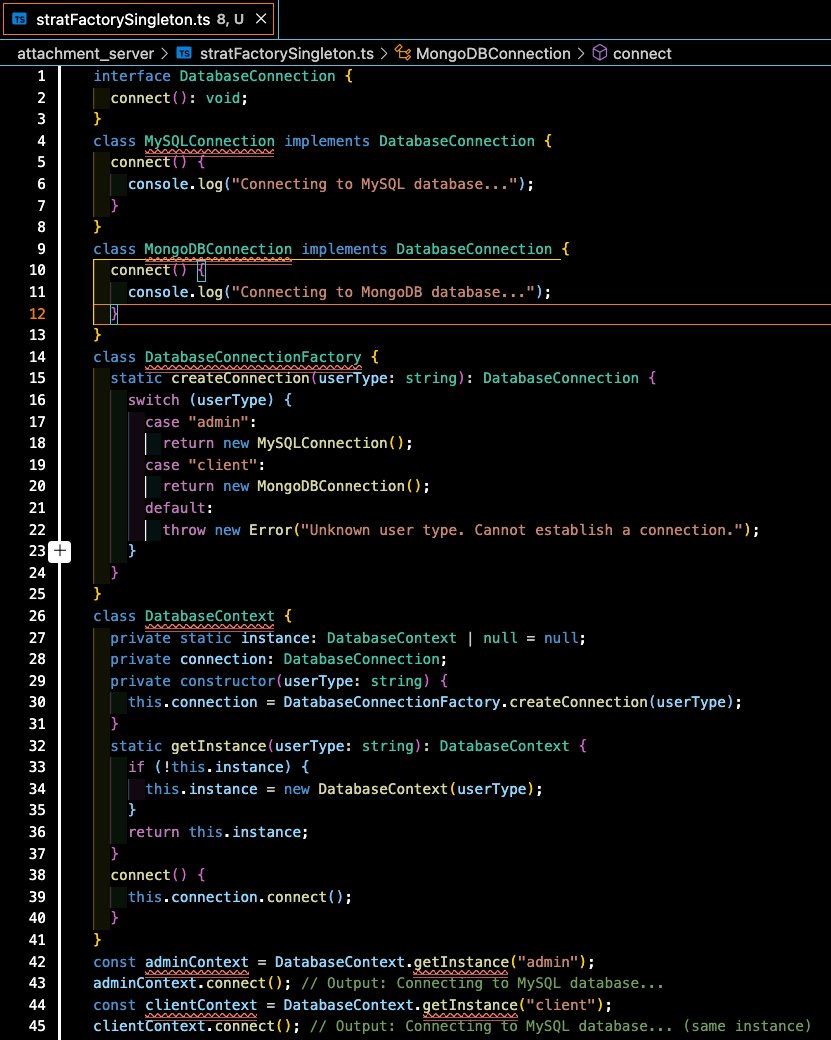 TS stratFactorySingleton.ts 8, U ×
attachment_server > TS stratFactorySingleton.ts > MongoDBConnection > connect
1 interface DatabaseConnection {
2 connect(): void;
3 }
4 class MySQLConnection implements DatabaseConnection {
5 connect() {
6 console.log("Connecting to MySQL database...");
7 }
8 }
9 class MongoDBConnection implements DatabaseConnection {
10 connect() {
11 console.log("Connecting to MongoDB database...");
12 }
13 }
14 class DatabaseConnectionFactory {
15 static createConnection(userType: string): DatabaseConnection {
16 switch (userType) {
17 case "admin":
18 return new MySQLConnection();
19 case "client":
20 return new MongoDBConnection();
21 default:
22 throw new Error("Unknown user type. Cannot establish a connection.");
23 + }
24 }
25 }
26 class DatabaseContext {
27 private static instance: DatabaseContext | null = null;
28 private connection: DatabaseConnection;
29 private constructor(userType: string) {
30 this.connection = DatabaseConnectionFactory.createConnection(userType);
31 }
32 static getInstance(userType: string): DatabaseContext {
33 if (!this.instance) {
34 this.instance = new DatabaseContext(userType);
35 }
36 return this.instance;
37 }
38 connect() {
39 this.connection.connect();
40 }
41 }
42 const adminContext = DatabaseContext.getInstance("admin");
43 adminContext.connect(); // Output: Connecting to MySQL database...
44 const clientContext = DatabaseContext.getInstance("client");
45 clientContext.connect(); // Output: Connecting to MySQL database... (same instance)